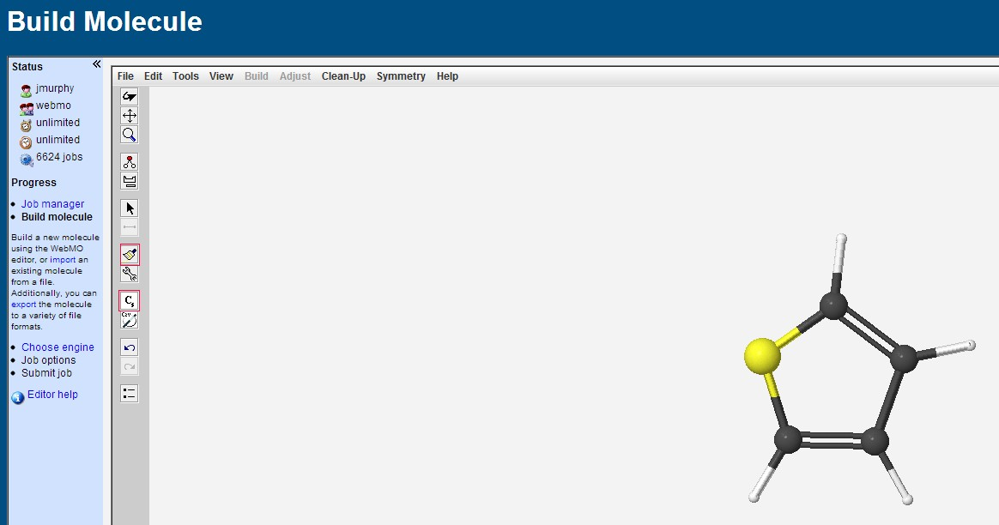 Build Molecule
Status
«
jmurphy
webmo
unlimited
unlimited
6624 jobs
Progress
Job manager
Build molecule
Build a new molecule
using the WebMO
editor, or import an
existing molecule
from a file.
Additionally, you can
export the molecule
to a variety of file
formats.
Choose engine
Job options
Submit job
Editor help
File Edit Tools View Build Adjust Clean-Up Symmetry Help
Cs
C2V